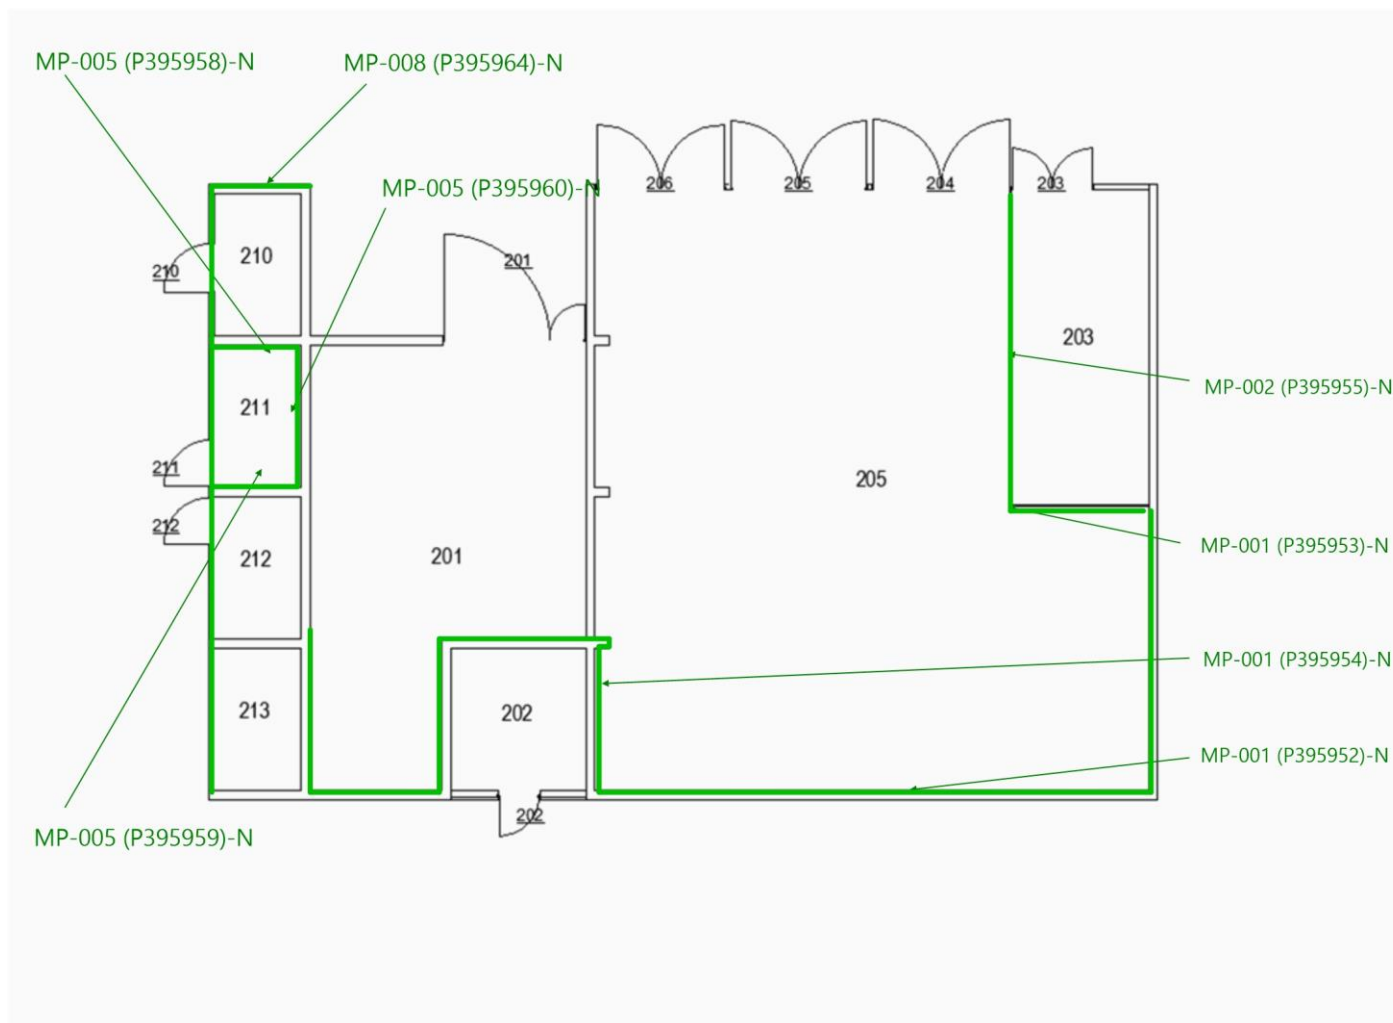 MP-005 (P395958)-N
MP-008 (P395964)-N
MP-005 (P395960)-N
206
205
204
203
210
210
201
203
MP-002 (P395955)-N
211
211
205
212
212
201
MP-001 (P395953)-N
MP-001 (P395954)-N
213
202
MP-001 (P395952)-N
202
MP-005 (P395959)-N